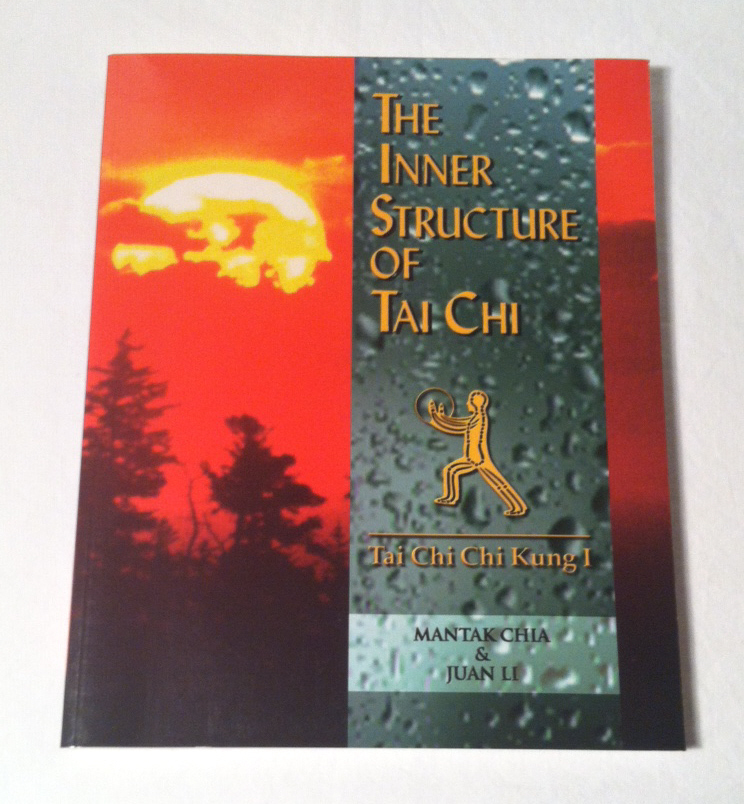 THE
INNER
STRUCTURE
OF
TAI CHI
Tai Chi Chi Kung I
MANTAK CHIA
&
JUAN LI